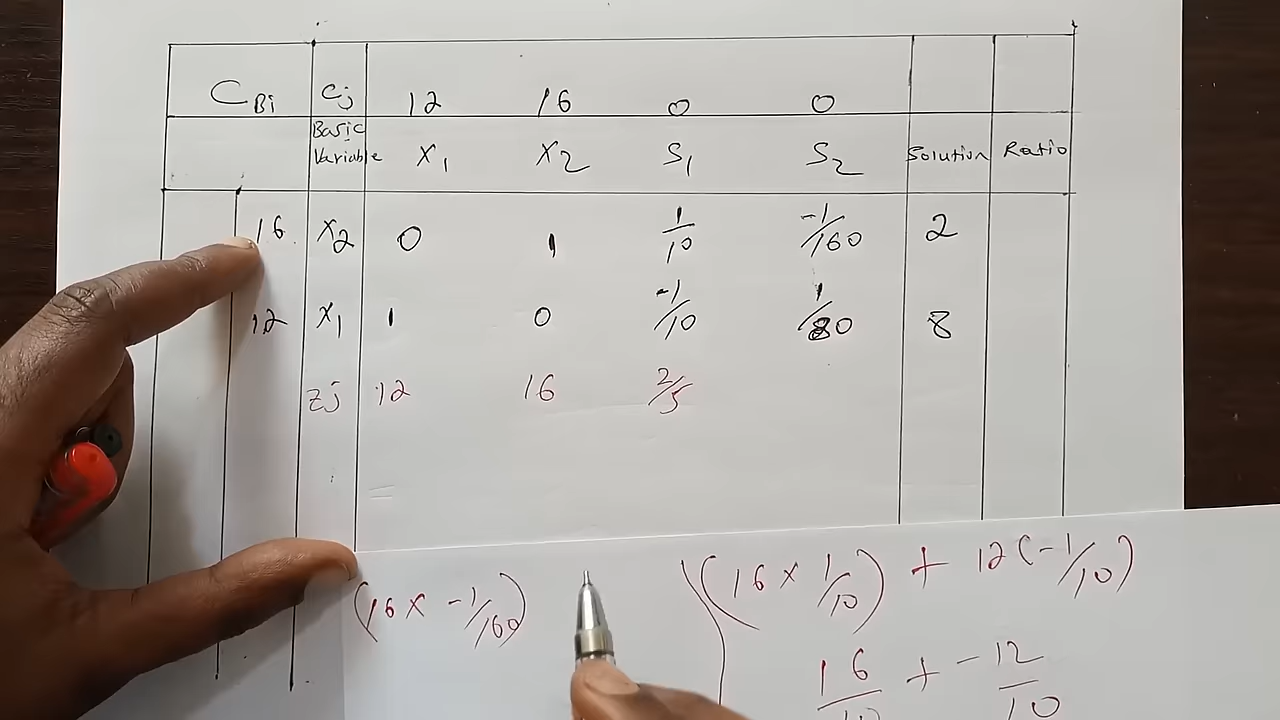 CBi Cj 12 16 0 0
Basic Variable X1 X2 S1 S2 Solution Ratio
16 X2 0 1 1/10 -1/160 2
12 X1 1 0 -1/10 1/80 8
Zj 12 16 2/5
(16 x -1/160) (16 x 1/10) + 12(-1/10)
16/10 + -12/10